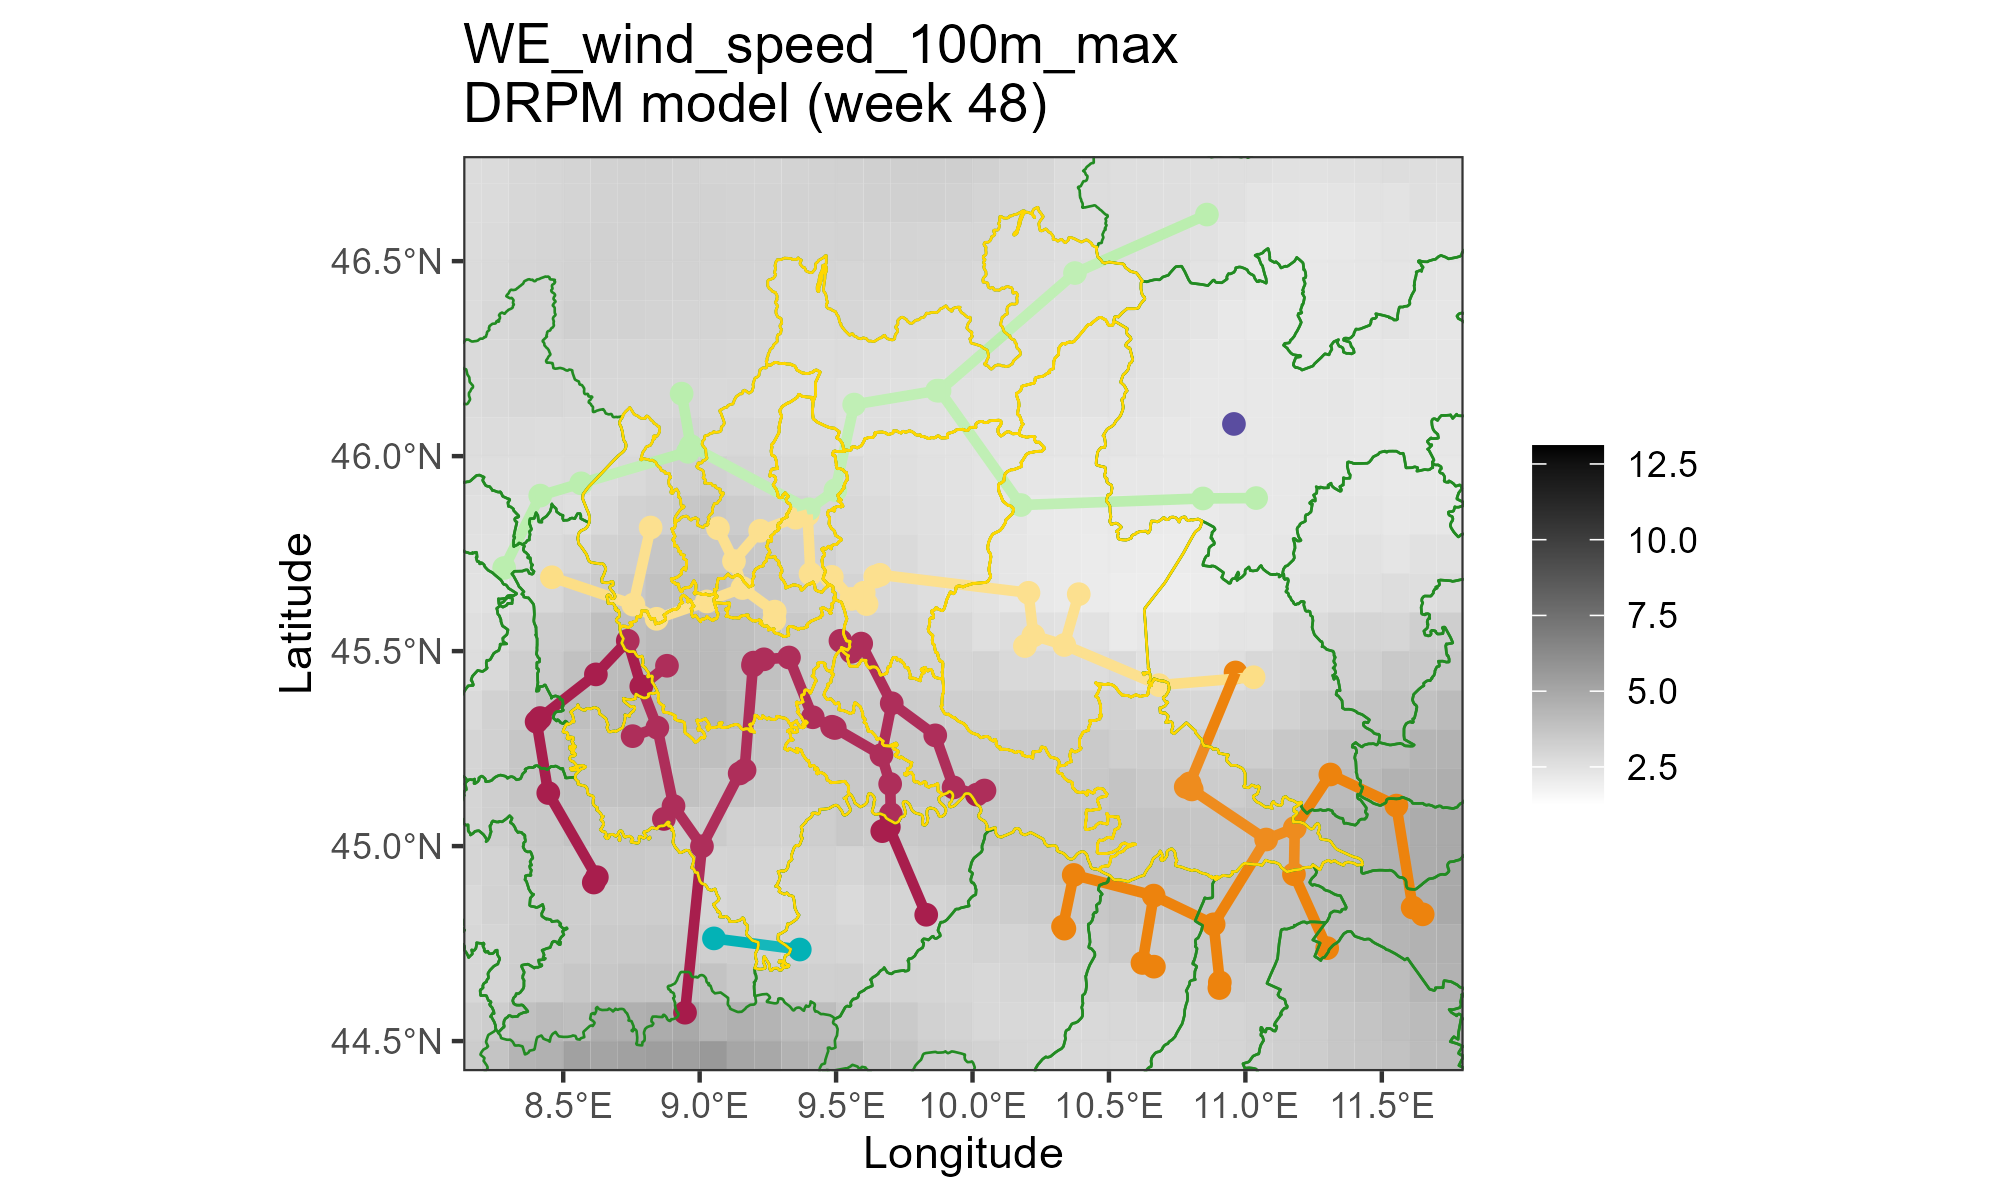 WE_wind_speed_100m_max
DRPM model (week 48)
46.5°N
46.0°N
45.5°N
45.0°N
44.5°N
Latitude
8.5°E 9.0°E 9.5°E 10.0°E 10.5°E 11.0°E 11.5°E
Longitude
12.5
10.0
7.5
5.0
2.5